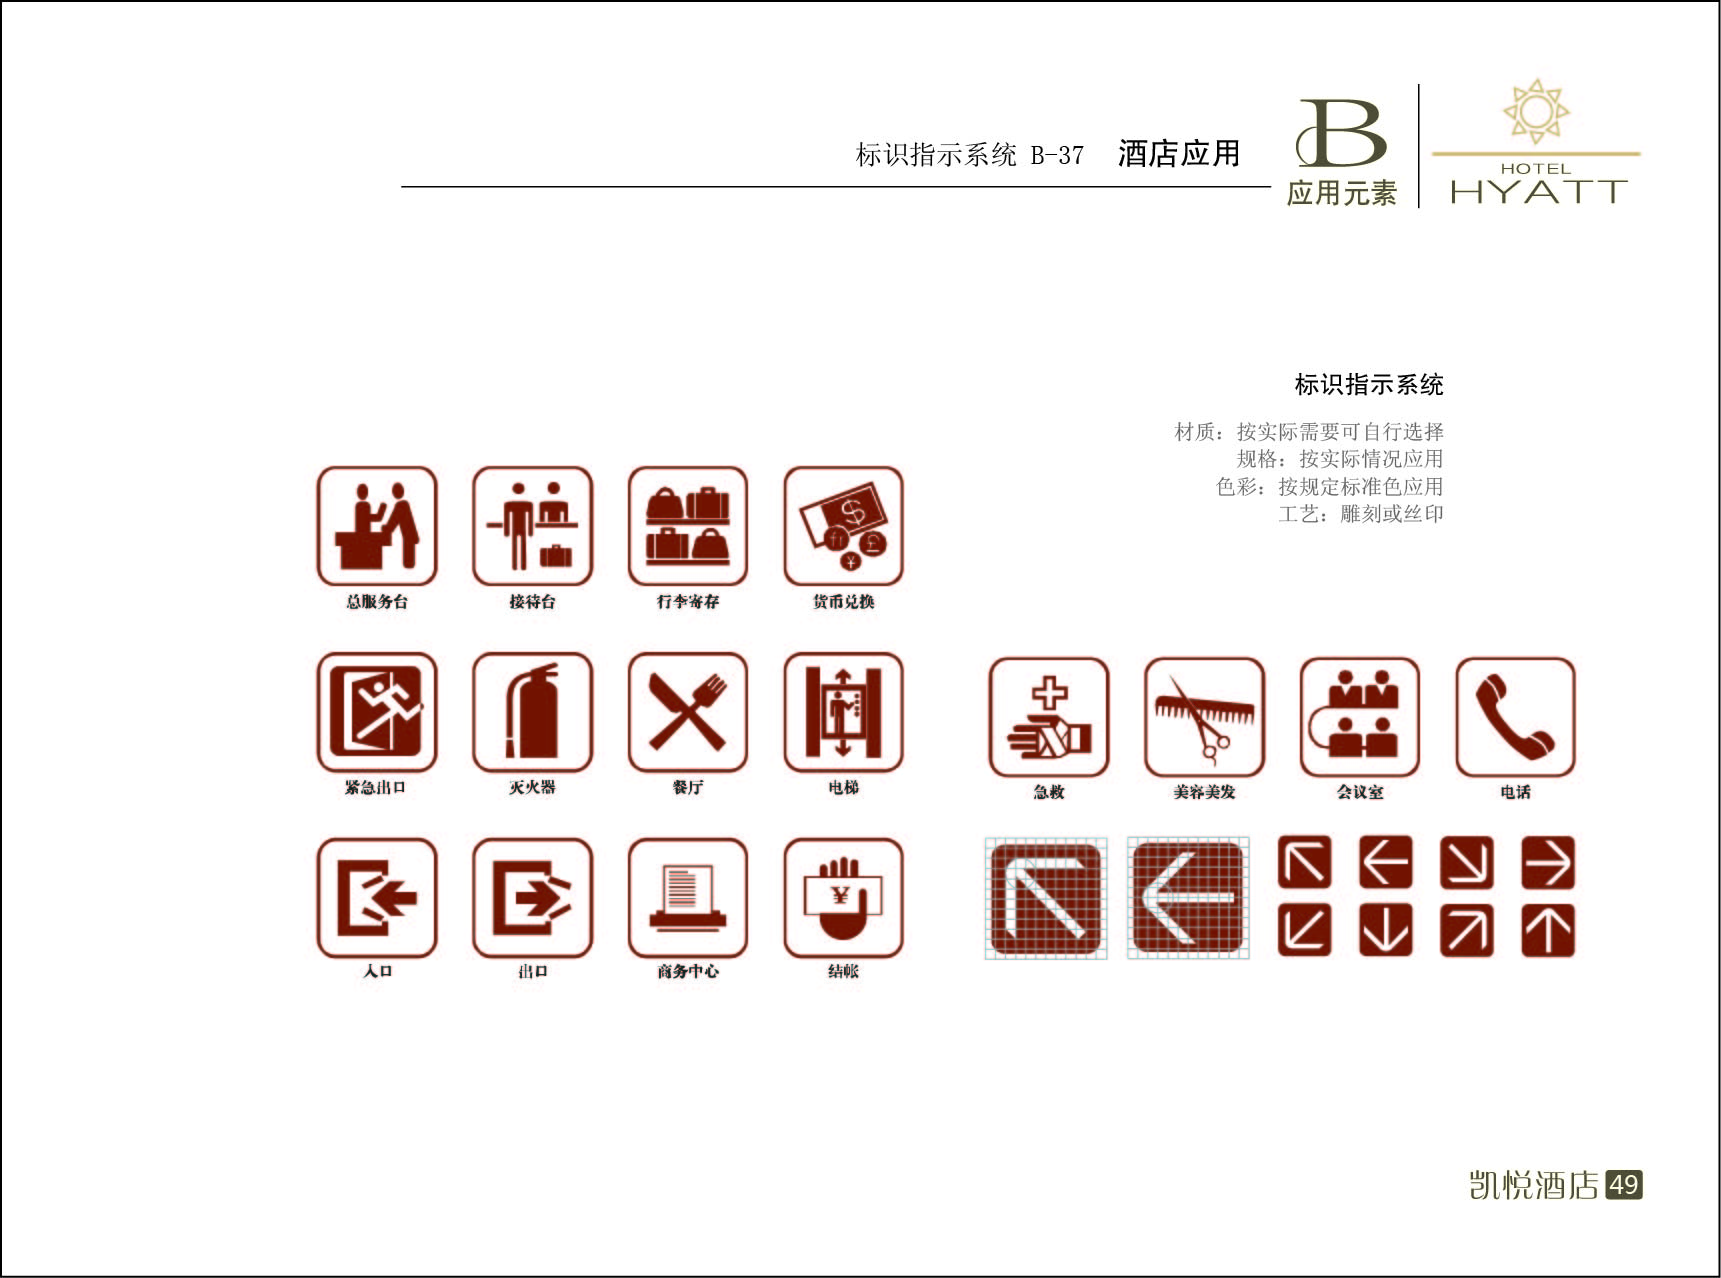 标识指示系统 B-37 酒店应用
B
应用元素
HOTEL
HYATT
标识指示系统
材质：按实际需要可自行选择
规格：按实际情况应用
色彩：按规定标准色应用
工艺：雕刻或丝印
$
fr £
¥
总服务台 接待台 行李寄存 货币兑换
紧急出口 灭火器 餐厅 电梯
急救 美容美发 会议室 电话
¥
入口 出口 商务中心 结帐
凯悦酒店 49